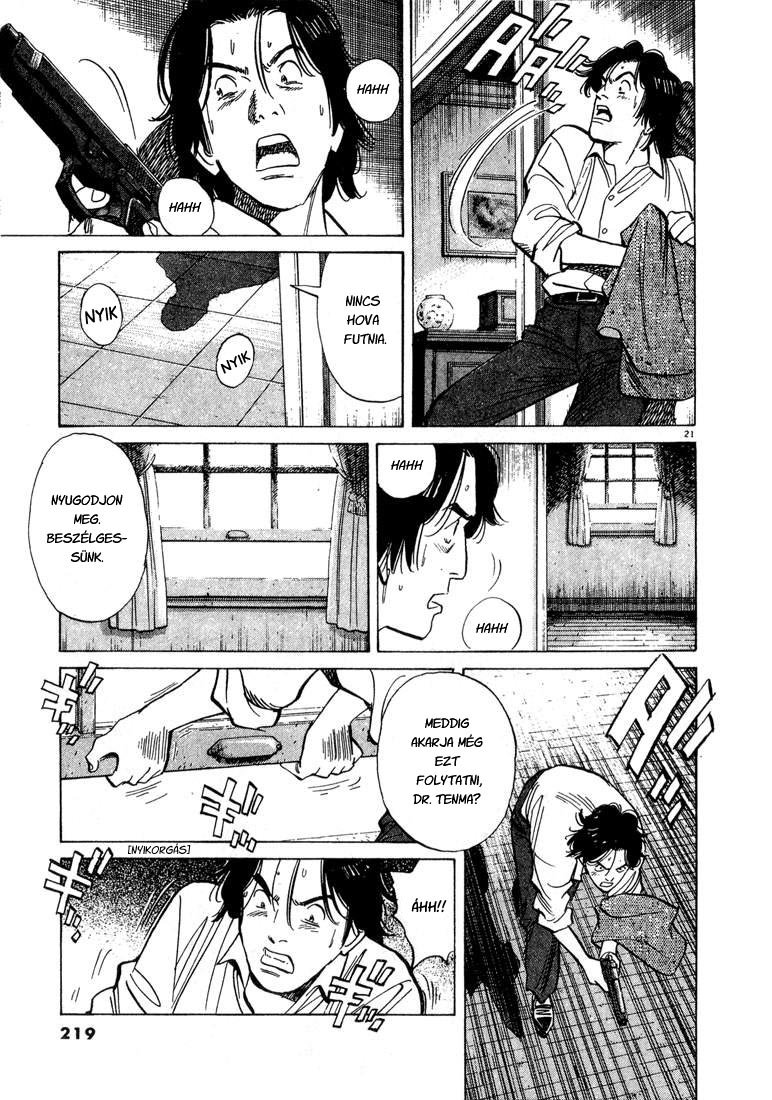 HAHH
HAHH
NINCS
HOVA
FUTNIA.
NYIK
NYIK
21
HAHH
HAHH
NYUGODJON
MEG.
BESZÉLGES-
SÜNK.
MEDDIG
AKARJA MÉG
EZT
FOLYTATNI,
DR. TENMA?
[NYIKORGÁS]
ÁHH!!
219